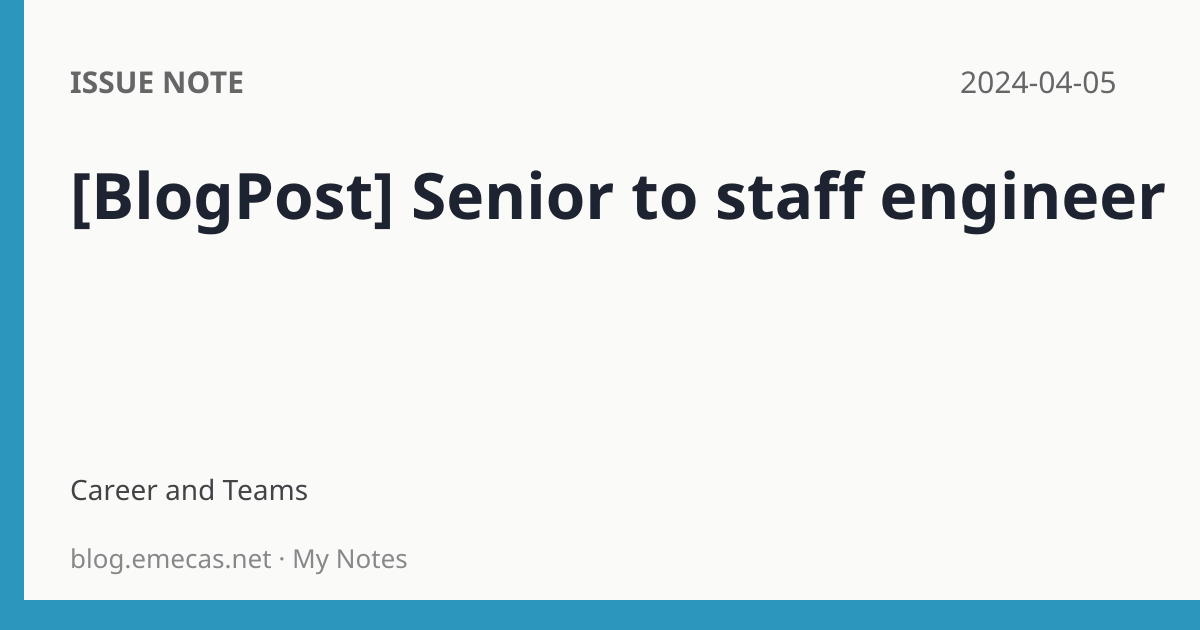 ISSUE NOTE
2024-04-05
[BlogPost] Senior to staff engineer
Career and Teams
blog.emecas.net · My Notes